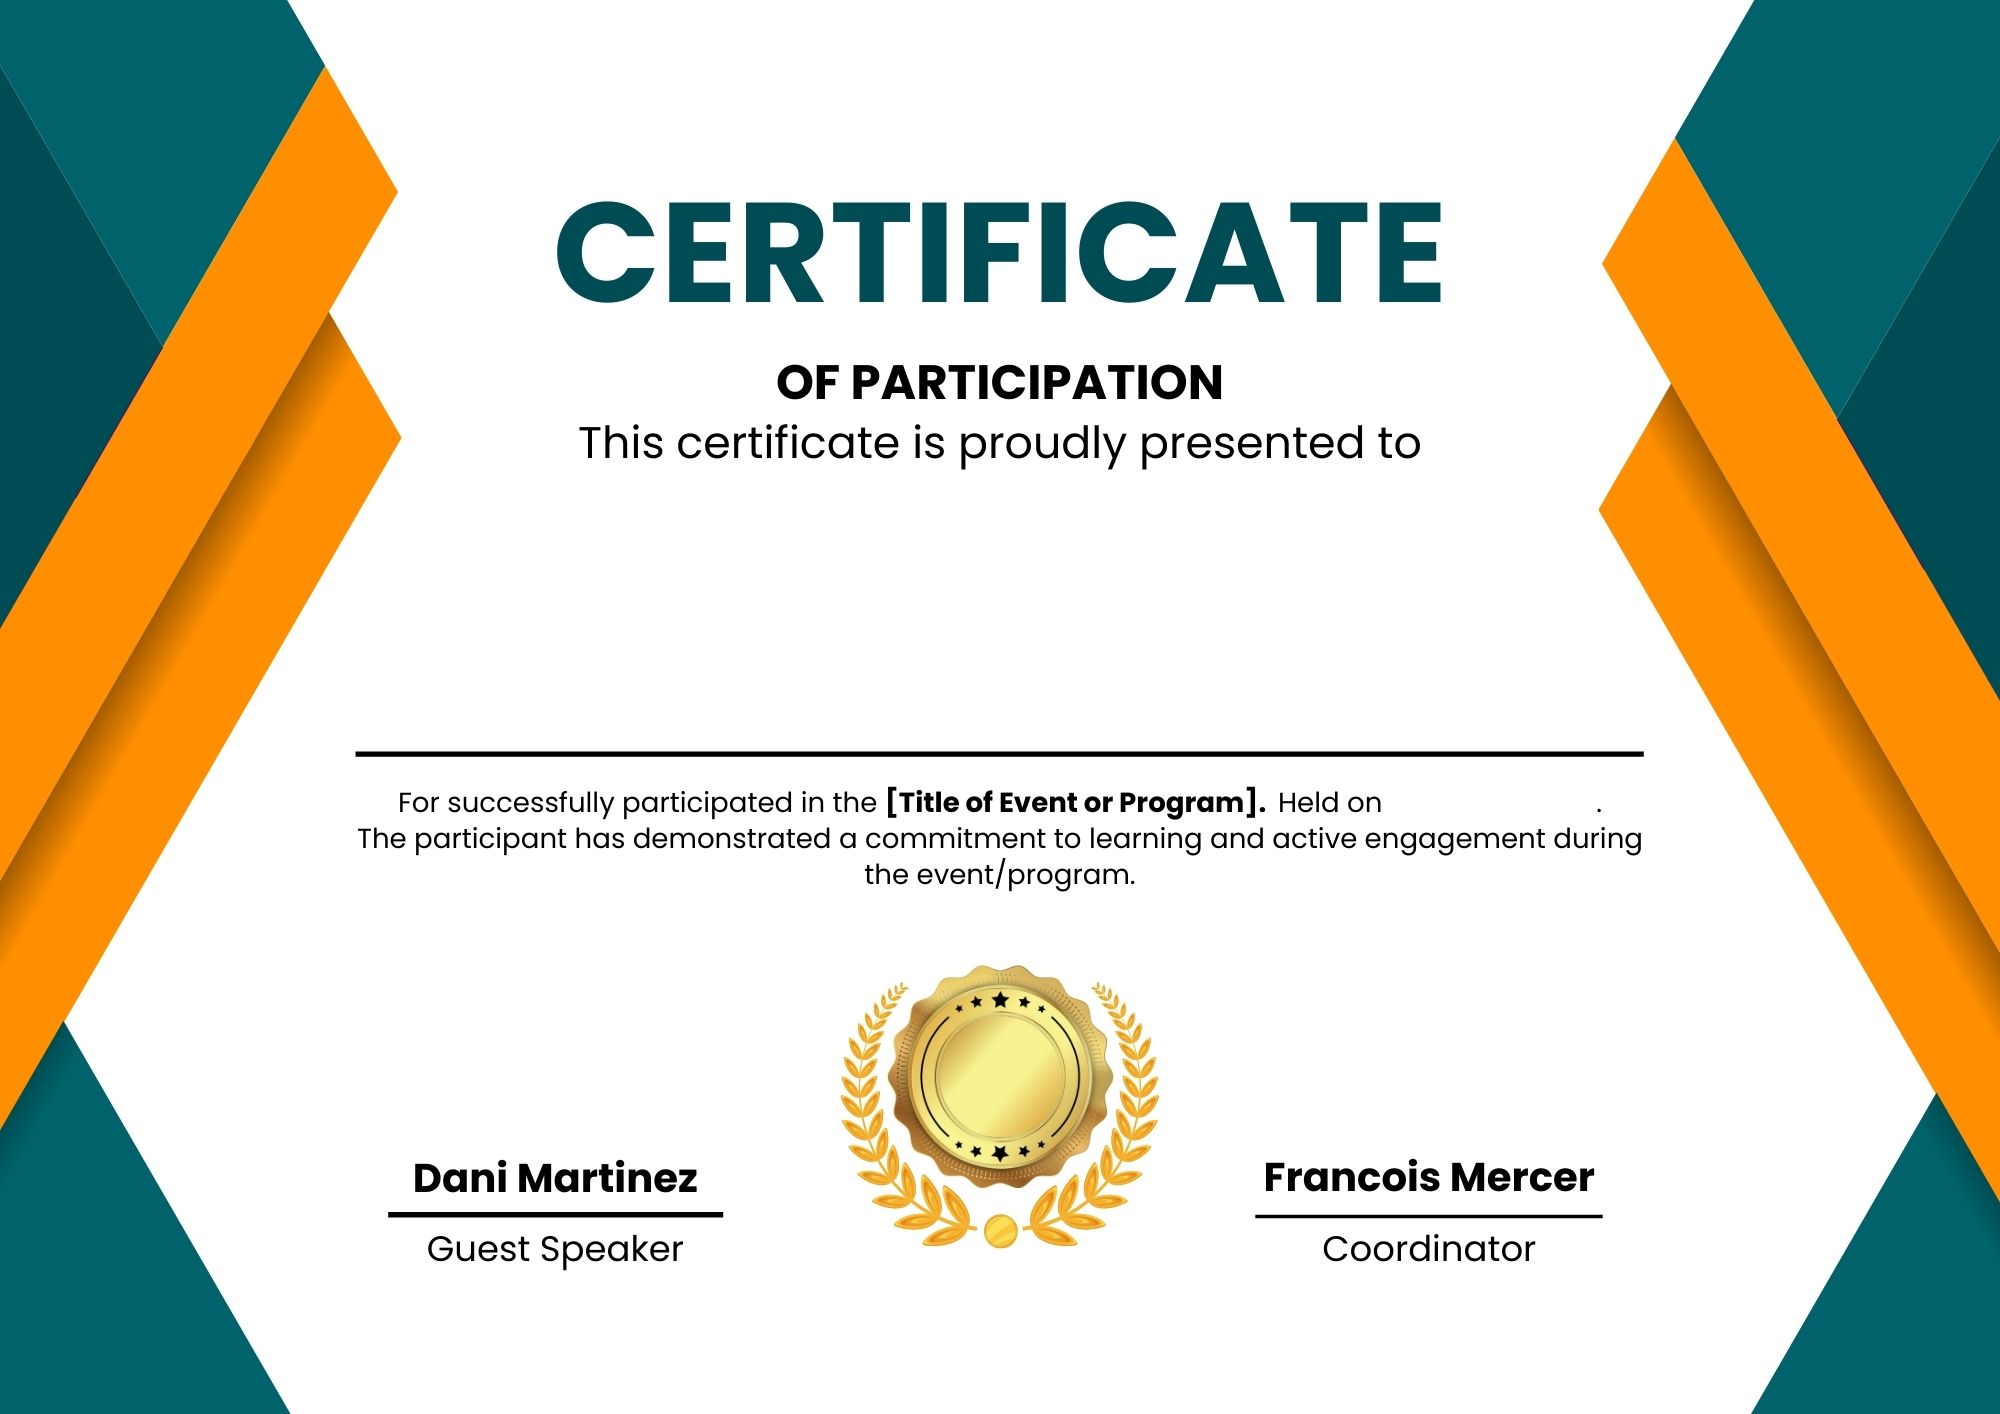 CERTIFICATE
OF PARTICIPATION
This certificate is proudly presented to
For successfully participated in the [Title of Event or Program]. Held on .
The participant has demonstrated a commitment to learning and active engagement during
the event/program.
Dani Martinez
Guest Speaker
Francois Mercer
Coordinator